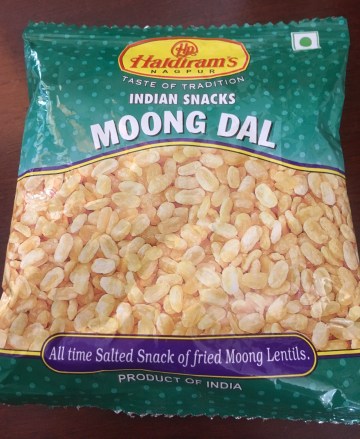 HR
Haldiram's
NAGPUR
TASTE OF TRADITION
INDIAN SNACKS
MOONG DAL
All time Salted Snack of fried Moong Lentils.
PRODUCT OF INDIA